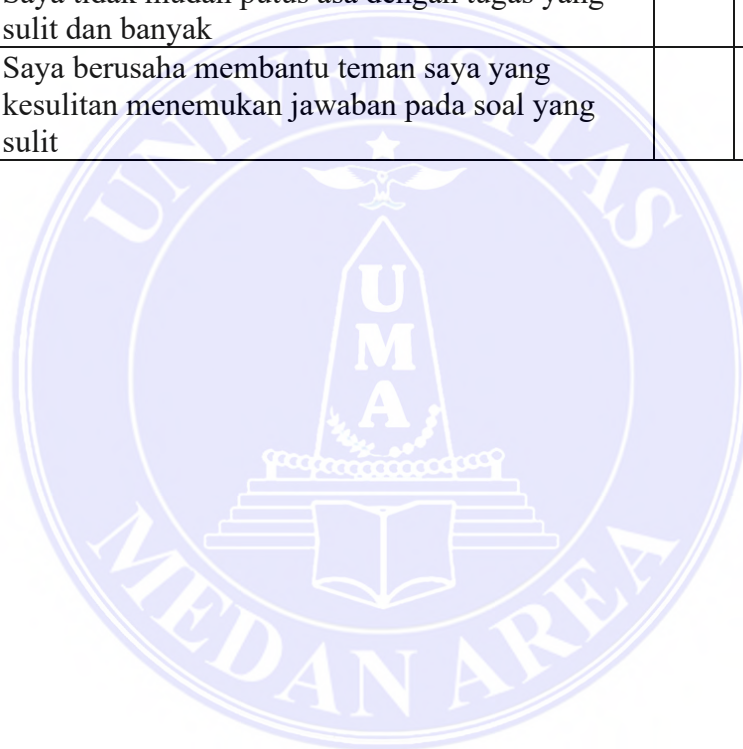 Saya tidak mudah putus asa dengan tugas yang
sulit dan banyak
Saya berusaha membantu teman saya yang
kesulitan menemukan jawaban pada soal yang
sulit
UNIVERSITAS
UMA
MEDAN AREA